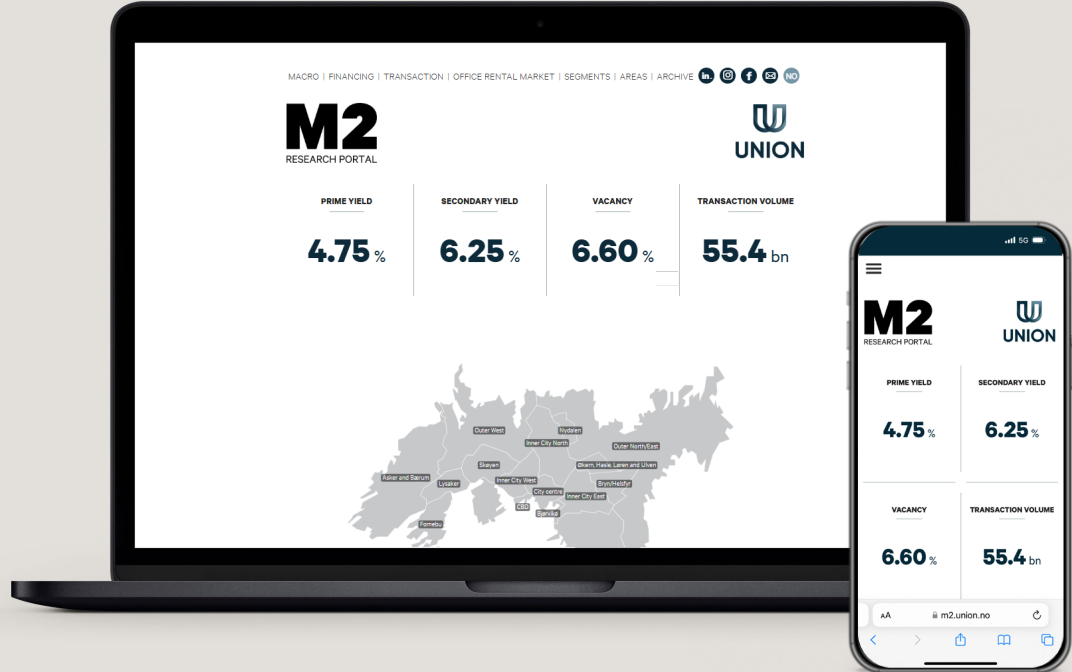 MACRO | FINANCING | TRANSACTION | OFFICE RENTAL MARKET | SEGMENTS | AREAS | ARCHIVE in. f NO
M2
RESEARCH PORTAL
UNION
PRIME YIELD
4.75 %
SECONDARY YIELD
6.25 %
VACANCY
6.60 %
TRANSACTION VOLUME
55.4 bn
Outer West
Nydalen
Inner City North
Outer North/East
Skøyen
Økern, Hasle, Løren and Ulven
Asker and Bærum
Lysaker
Inner City West
Bryn/Helsfyr
City centre
Inner City East
CBD
Bjørvika
Fornebu
5G
M2
RESEARCH PORTAL
UNION
PRIME YIELD
4.75 %
SECONDARY YIELD
6.25 %
VACANCY
6.60 %
TRANSACTION VOLUME
55.4 bn
AA
m2.union.no